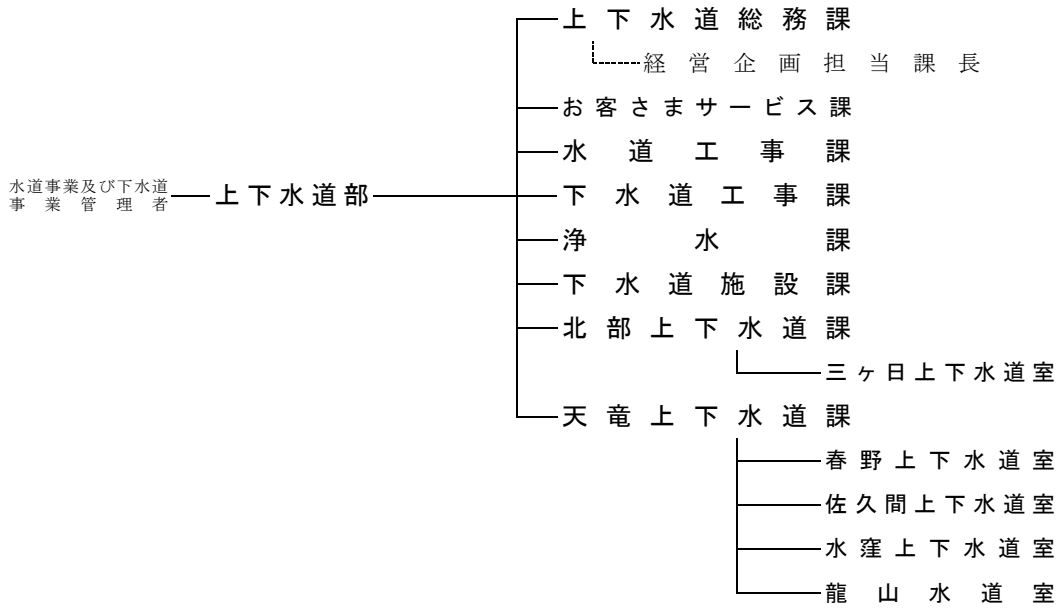 水道事業及び下水道
事業管理者
上下水道部
上下水道総務課
経営企画担当課長
お客さまサービス課
水道工事課
下水道工事課
浄水課
下水道施設課
北部上下水道課
三ヶ日上下水道室
天竜上下水道課
春野上下水道室
佐久間上下水道室
水窪上下水道室
龍山水道室